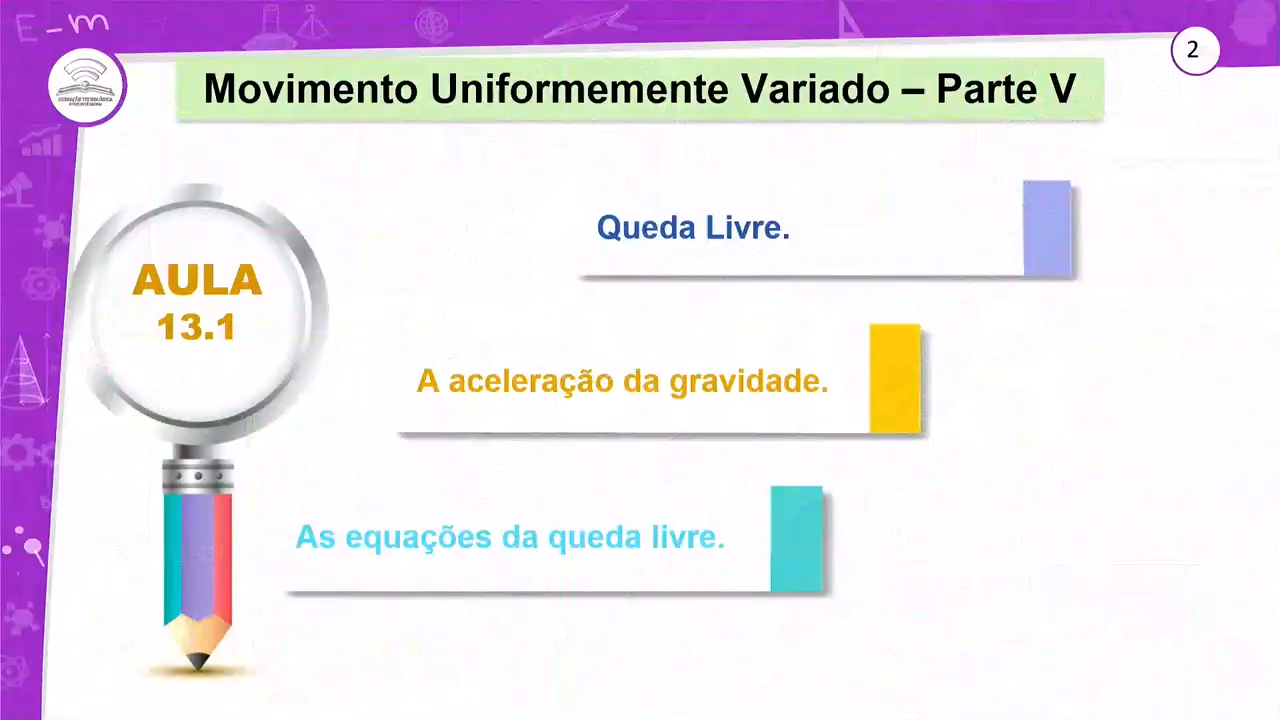 E=m
2
Movimento Uniformemente Variado – Parte V
AULA
13.1
Queda Livre.
A aceleração da gravidade.
As equações da queda livre.